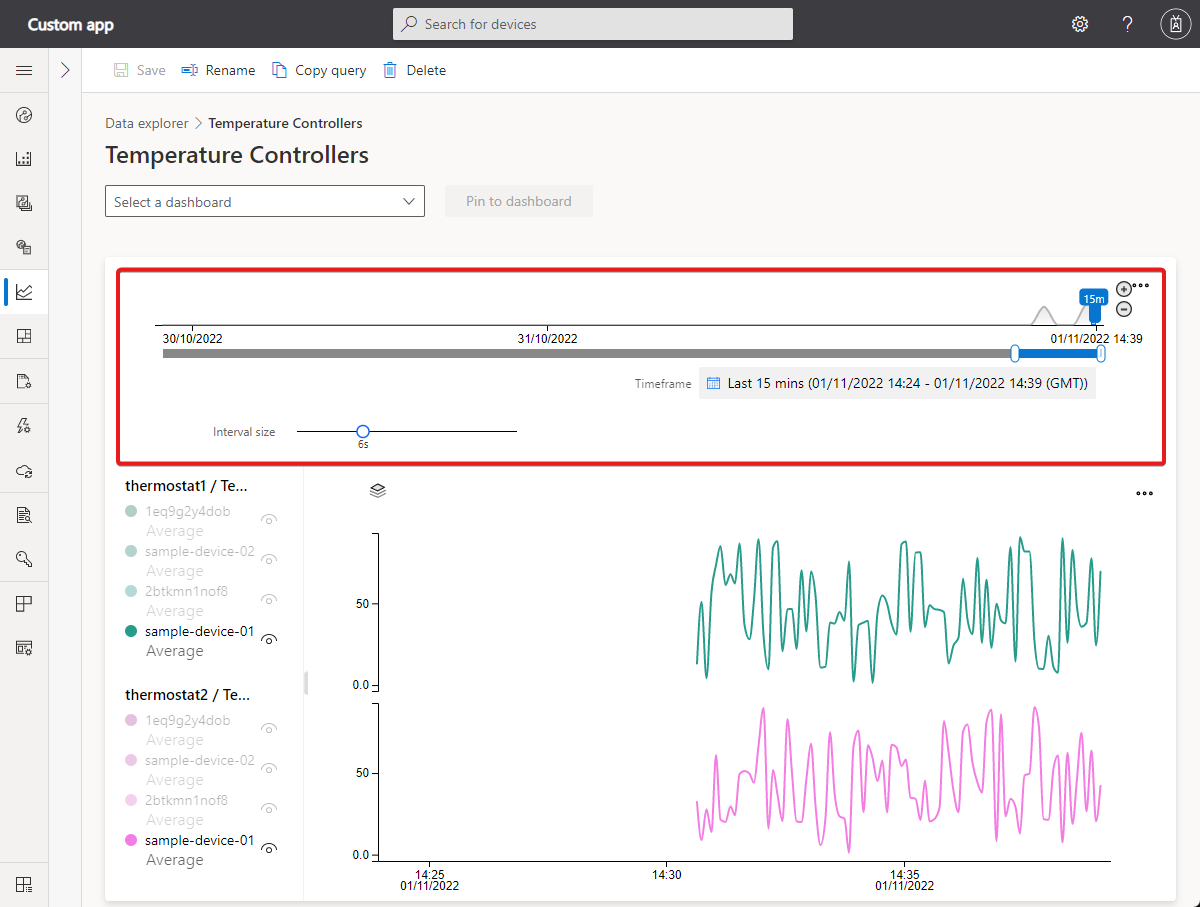 Custom app
Search for devices
?
Save
Rename
Copy query
Delete
Data explorer > Temperature Controllers
Temperature Controllers
Select a dashboard
Pin to dashboard
15m
30/10/2022
31/10/2022
01/11/2022 14:39
Timeframe
Last 15 mins (01/11/2022 14:24 - 01/11/2022 14:39 (GMT))
Interval size
6s
thermostat1 / Te...
1eq9g2y4dob
Average
sample-device-02
Average
2btkmn1nof8
Average
sample-device-01
Average
thermostat2 / Te...
1eq9g2y4dob
Average
sample-device-02
Average
2btkmn1nof8
Average
sample-device-01
Average
50
0.0
50
0.0
14:25
01/11/2022
14:30
14:35
01/11/2022